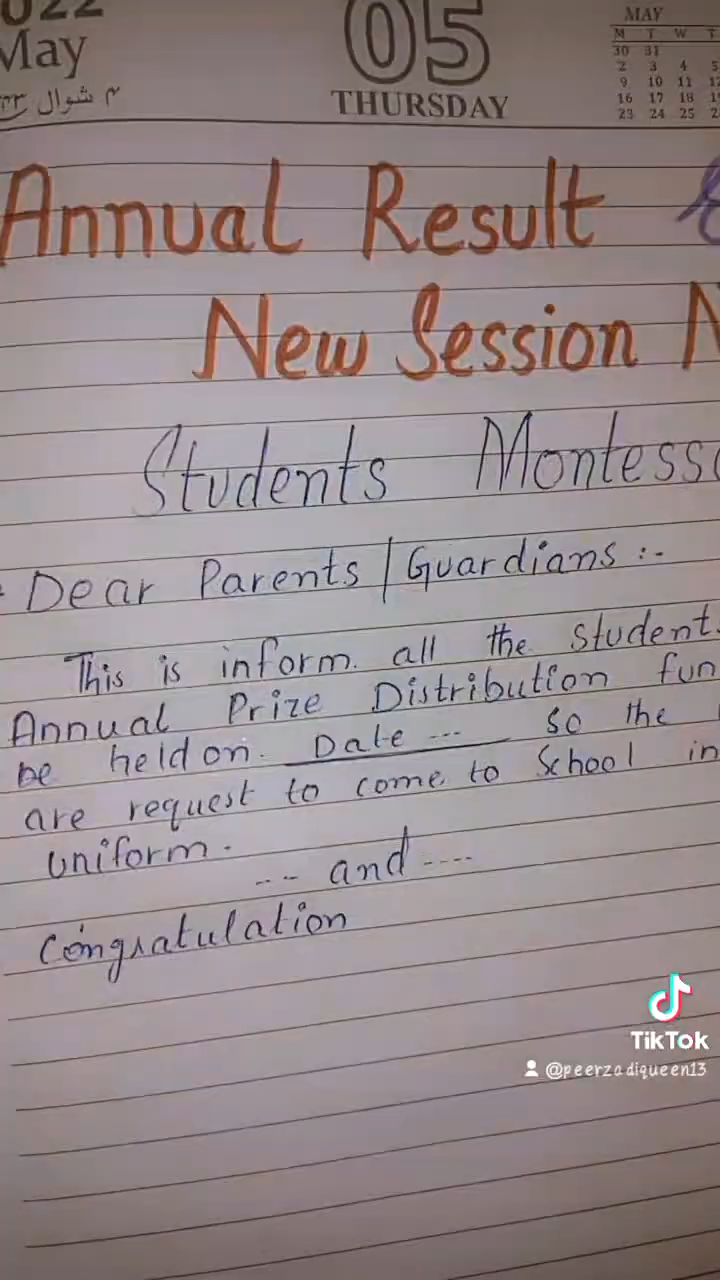 2022
May
۴ شوال
05
THURSDAY
MAY
M T W T
30 31
2 3 4 5
9 10 11 12
16 17 18 19
23 24 25
Annual Result
New Session N
Students Montesso
Dear Parents / Guardians :-
This is inform. all the student.
Annual Prize Distribution fun
be held on. Date --- so the
are request to come to School in
uniform.
-- and ----
Congratulation
TikTok
@peerzadiqueen13